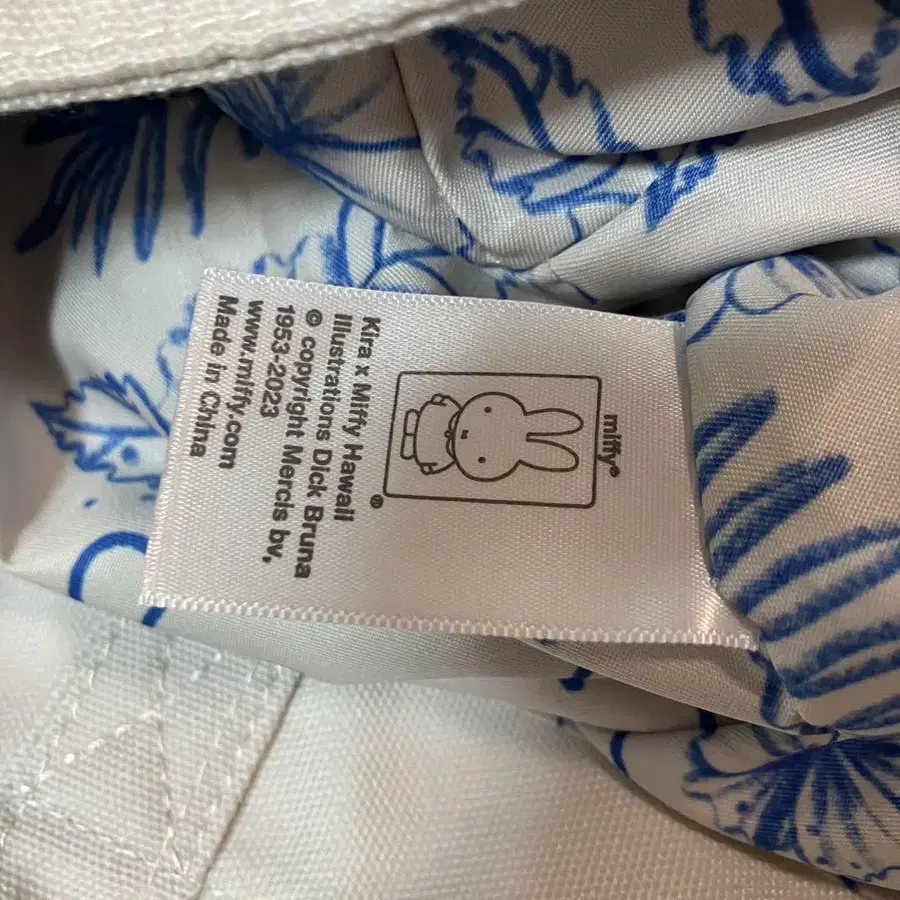 miffy®
®
Kira x Miffy Hawaii
Illustrations Dick Bruna
© copyright Mercis bv,
1953-2023
www.miffy.com
Made in China